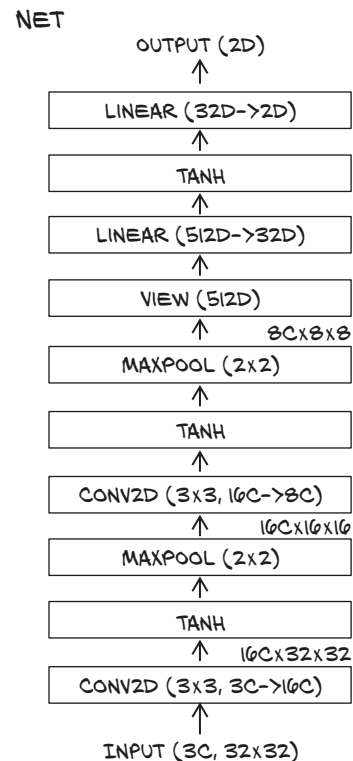 NET
OUTPUT (2D)
LINEAR (32D->2D)
TANH
LINEAR (512D->32D)
VIEW (512D)
8CX8X8
MAXPOOL (2X2)
TANH
CONV2D (3X3, 16C->8C)
16CX16X16
MAXPOOL (2X2)
TANH
16CX32X32
CONV2D (3X3, 3C->16C)
INPUT (3C, 32X32)